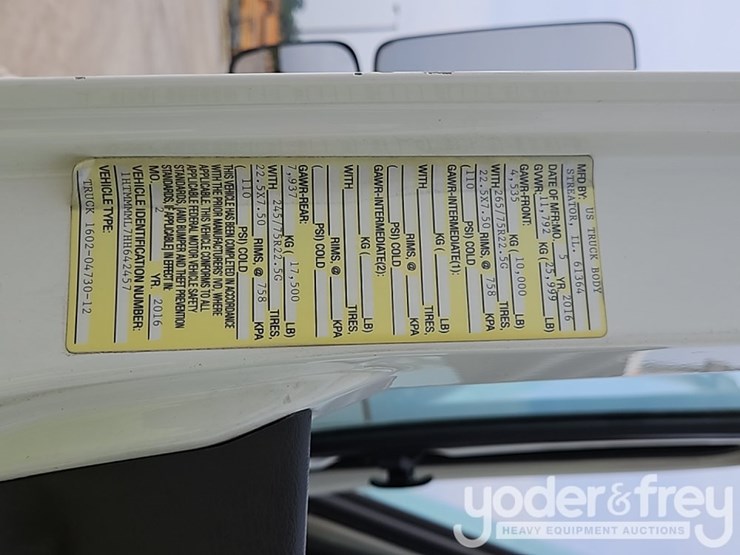 MFD BY: US TRUCK BODY
STREATOR, IL. 61364
DATE OF MFR:MO. 5 YR. 2016
GVWR: 11,792 KG ( 25,999 LB)
GAWR-FRONT:
4,535 KG ( 10,000 LB)
WITH 265/75R22.5G TIRES,
22.5X7.50 RIMS, @ 758 KPA
( 110 PSI) COLD
GAWR-INTERMEDIATE(1):
KG ( LB)
WITH TIRES,
RIMS, @ KPA
( PSI) COLD
GAWR-INTERMEDIATE(2):
KG ( LB)
WITH TIRES,
RIMS, @ KPA
( PSI) COLD
GAWR-REAR:
7,937 KG ( 17,500 LB)
WITH 245/75R22.5G TIRES,
22.5X7.50 RIMS, @ 758 KPA
( 110 PSI) COLD
THIS VEHICLE HAS BEEN COMPLETED IN ACCORDANCE
WITH THE PRIOR MANUFACTURERS' IVD, WHERE
APPLICABLE. THIS VEHICLE CONFORMS TO ALL
APPLICABLE FEDERAL MOTOR VEHICLE SAFETY
STANDARDS, [AND BUMPER AND THEFT PREVENTION
STANDARDS, IF APPLICABLE] IN EFFECT IN:
MO. 2 YR. 2016
VEHICLE IDENTIFICATION NUMBER:
1HTMMMML7HH642457
VEHICLE TYPE:
TRUCK 1602-04730-12
yoder&frey
HEAVY EQUIPMENT AUCTIONS